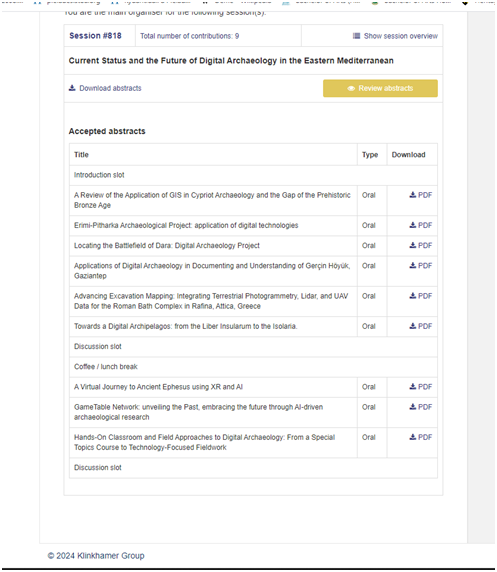 You are the main organiser for the following session(s):
Session #818
Total number of contributions: 9
Show session overview
Current Status and the Future of Digital Archaeology in the Eastern Mediterranean
Download abstracts
Review abstracts
Accepted abstracts
Title Type Download
Introduction slot
A Review of the Application of GIS in Cypriot Archaeology and the Gap of the Prehistoric Oral PDF
Bronze Age
Erimi-Pitharka Archaeological Project: application of digital technologies Oral PDF
Locating the Battlefield of Dara: Digital Archaeology Project Oral PDF
Applications of Digital Archaeology in Documenting and Understanding of Gerçin Höyük, Oral PDF
Gaziantep
Advancing Excavation Mapping: Integrating Terrestrial Photogrammetry, Lidar, and UAV Oral PDF
Data for the Roman Bath Complex in Rafina, Attica, Greece
Towards a Digital Archipelagos: from the Liber Insularum to the Isolaria. Oral PDF
Discussion slot
Coffee / lunch break
A Virtual Journey to Ancient Ephesus using XR and AI Oral PDF
GameTable Network: unveiling the Past, embracing the future through AI-driven Oral PDF
archaeological research
Hands-On Classroom and Field Approaches to Digital Archaeology: From a Special Oral PDF
Topics Course to Technology-Focused Fieldwork
Discussion slot
© 2024 Klinkhamer Group